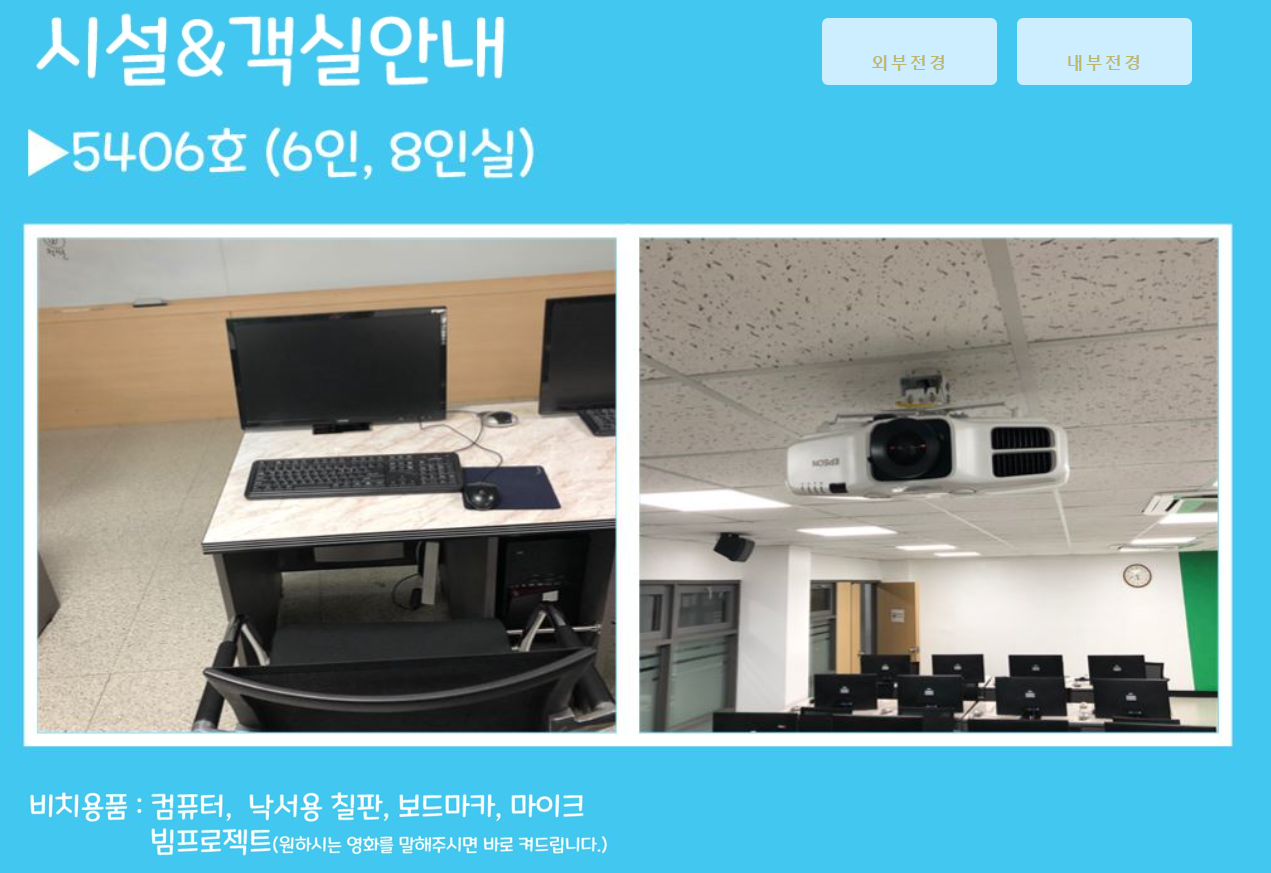 시설&객실안내
외부전경
내부전경
▶5406호 (6인, 8인실)
EPSON
비치용품 : 컴퓨터, 낙서용 칠판, 보드마카, 마이크
빔프로젝트(원하시는 영화를 말해주시면 바로 켜드립니다.)